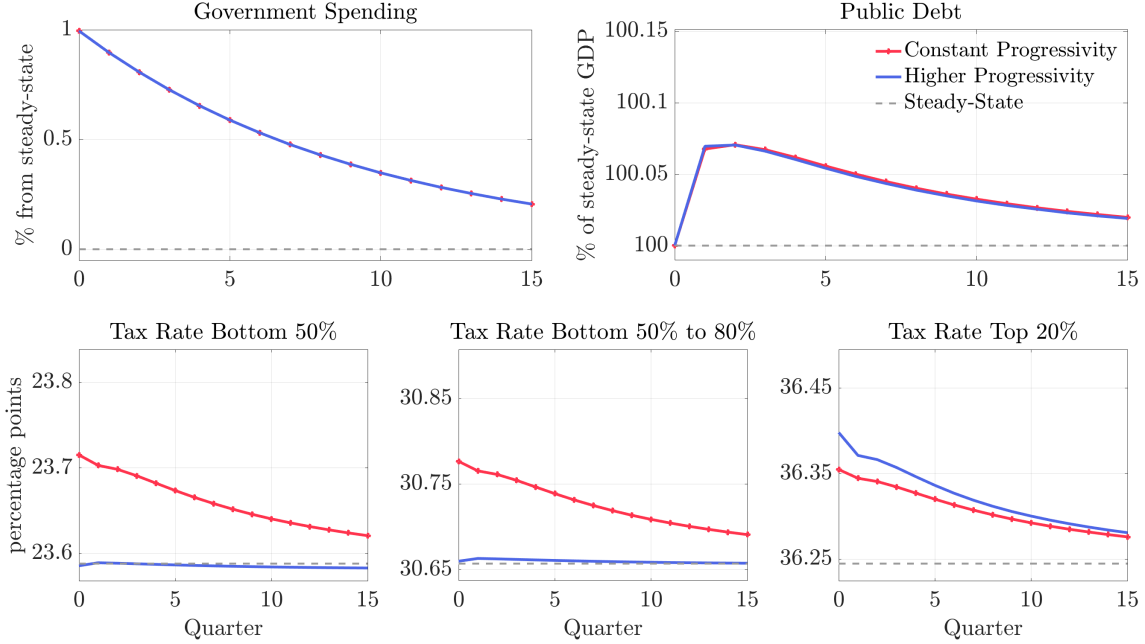 Government Spending
Public Debt
% from steady-state
1
0.5
0
0
5
10
15
% of steady-state GDP
100.15
100.1
100.05
100
0
5
10
15
Constant Progressivity
Higher Progressivity
Steady-State
Tax Rate Bottom 50%
Tax Rate Bottom 50% to 80%
Tax Rate Top 20%
percentage points
23.8
23.7
23.6
0
5
10
15
Quarter
30.85
30.75
30.65
0
5
10
15
Quarter
36.45
36.35
36.25
0
5
10
15
Quarter